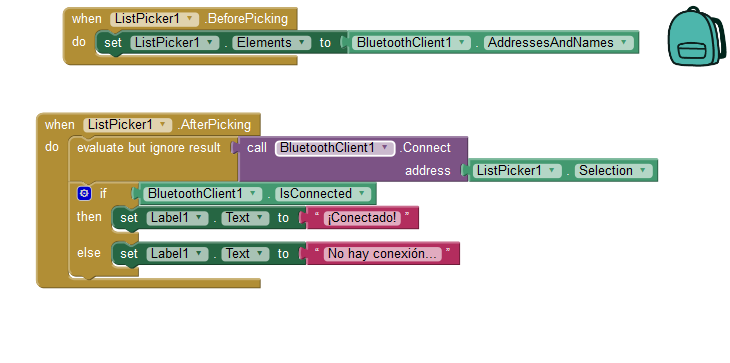 when ListPicker1 .BeforePicking
do set ListPicker1 . Elements to BluetoothClient1 . AddressesAndNames
when ListPicker1 .AfterPicking
do evaluate but ignore result call BluetoothClient1 .Connect
address ListPicker1 . Selection
if BluetoothClient1 . IsConnected
then set Label1 . Text to "¡Conectado!"
else set Label1 . Text to "No hay conexión..."